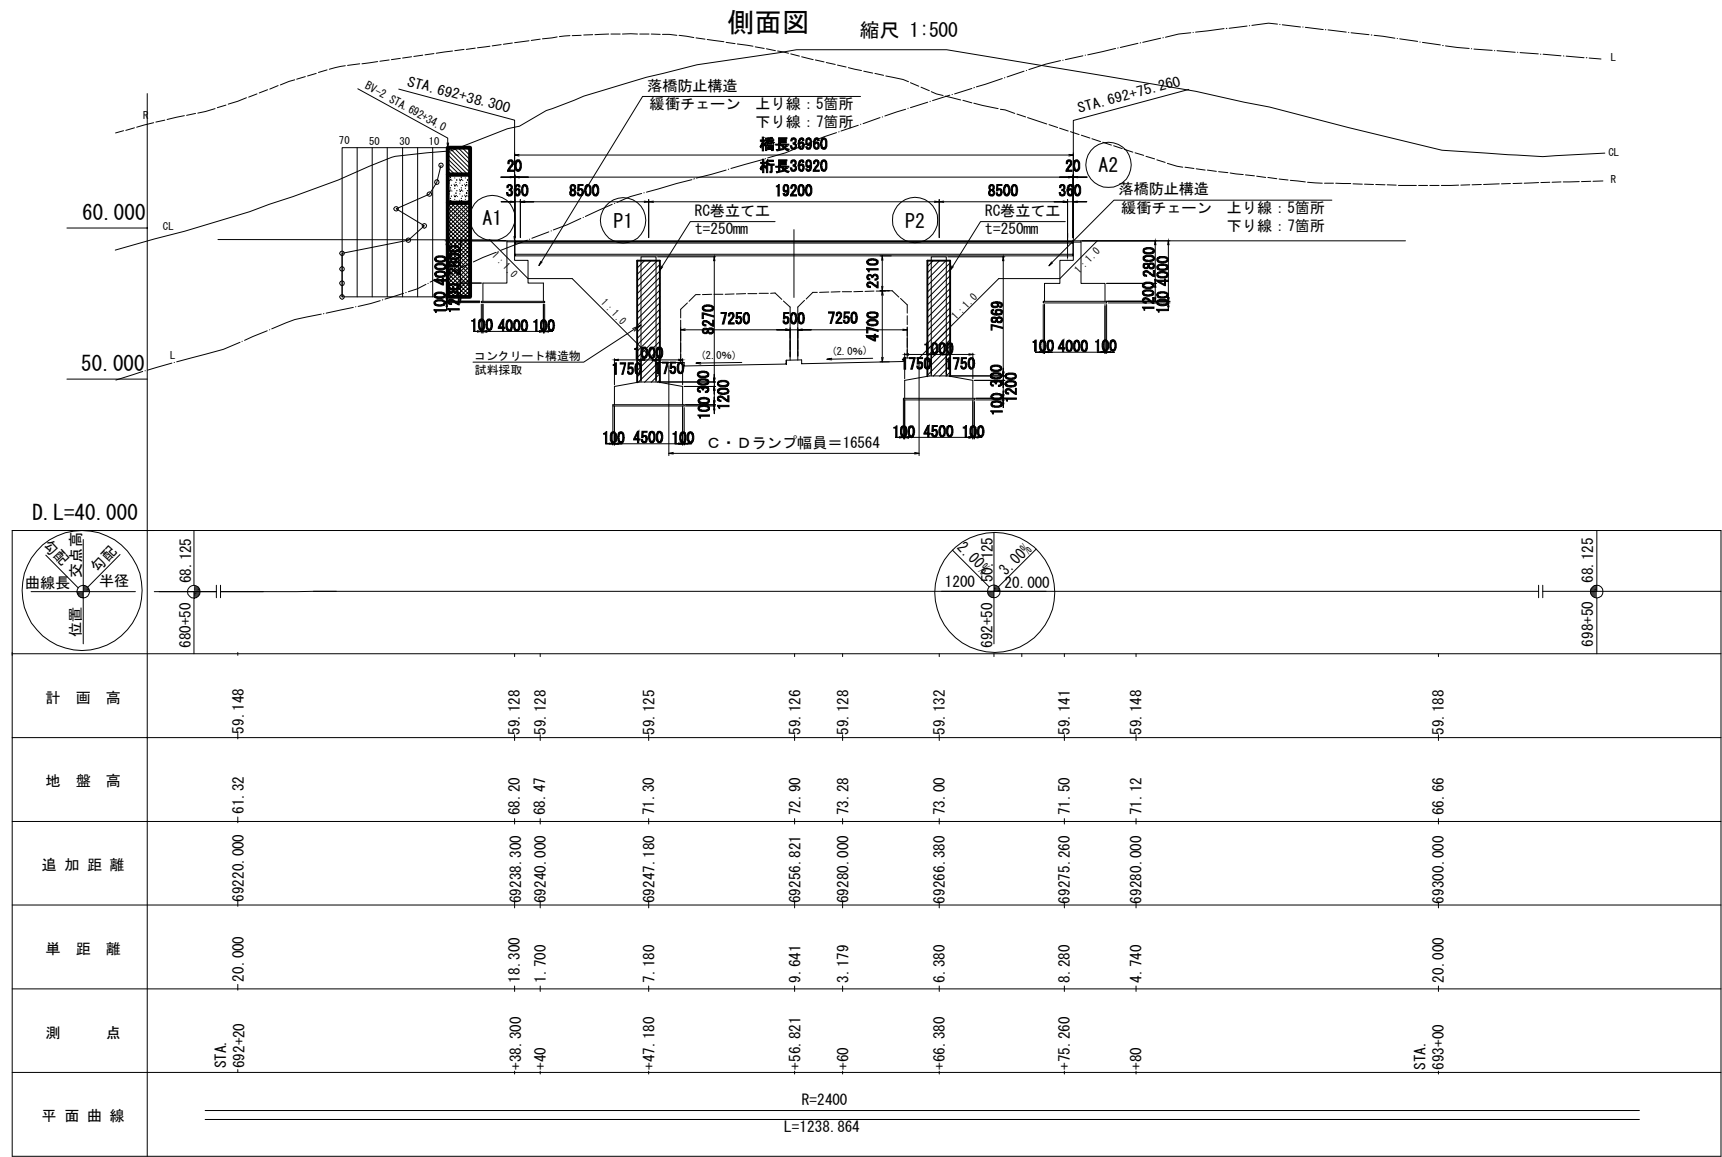 側面図 縮尺 1:500
L
R
STA. 692+38.300
BV-2 STA. 692+34.0
落橋防止構造
緩衝チェーン 上り線：5箇所
下り線：7箇所
STA. 692+75.260
70 50 30 10
橋長36960
20 桁長36920 20
A2
CL
R
360 8500 19200 8500 360
落橋防止構造
緩衝チェーン 上り線：5箇所
下り線：7箇所
60.000
CL
A1
P1
RC巻立て工
t=250mm
P2
RC巻立て工
t=250mm
1:1.0
1:1.0
100 4000
2310
1200 2800
100 4000
1:1.0
1:1.0
100 4000 100
8270
7250 500 7250
4700
7869
100 4000 100
L
50.000
コンクリート構造物
試料採取
1000
1750 1750
(2.0%)
(2.0%)
1000
1750 1750
100 300
1200
100 300
1200
100 4500 100
C・Dランプ幅員＝16564
100 4500 100
D.L=40.000
勾配
交点高
勾配
曲線長
半径
位置
68.125
680+50
2.00%
50.125
3.00%
1200
20.000
692+50
68.125
698+50
計画高 59.148 59.128 59.128 59.125 59.126 59.128 59.132 59.141 59.148 59.188
地盤高 61.32 68.20 68.47 71.30 72.90 73.28 73.00 71.50 71.12 66.66
追加距離 69220.000 69238.300 69240.000 69247.180 69256.821 69280.000 69266.380 69275.260 69280.000 69300.000
単距離 20.000 18.300 1.700 7.180 9.641 3.179 6.380 8.280 4.740 20.000
測点 STA. 692+20 +38.300 +40 +47.180 +56.821 +60 +66.380 +75.260 +80 STA. 693+00
平面曲線
R=2400
L=1238.864